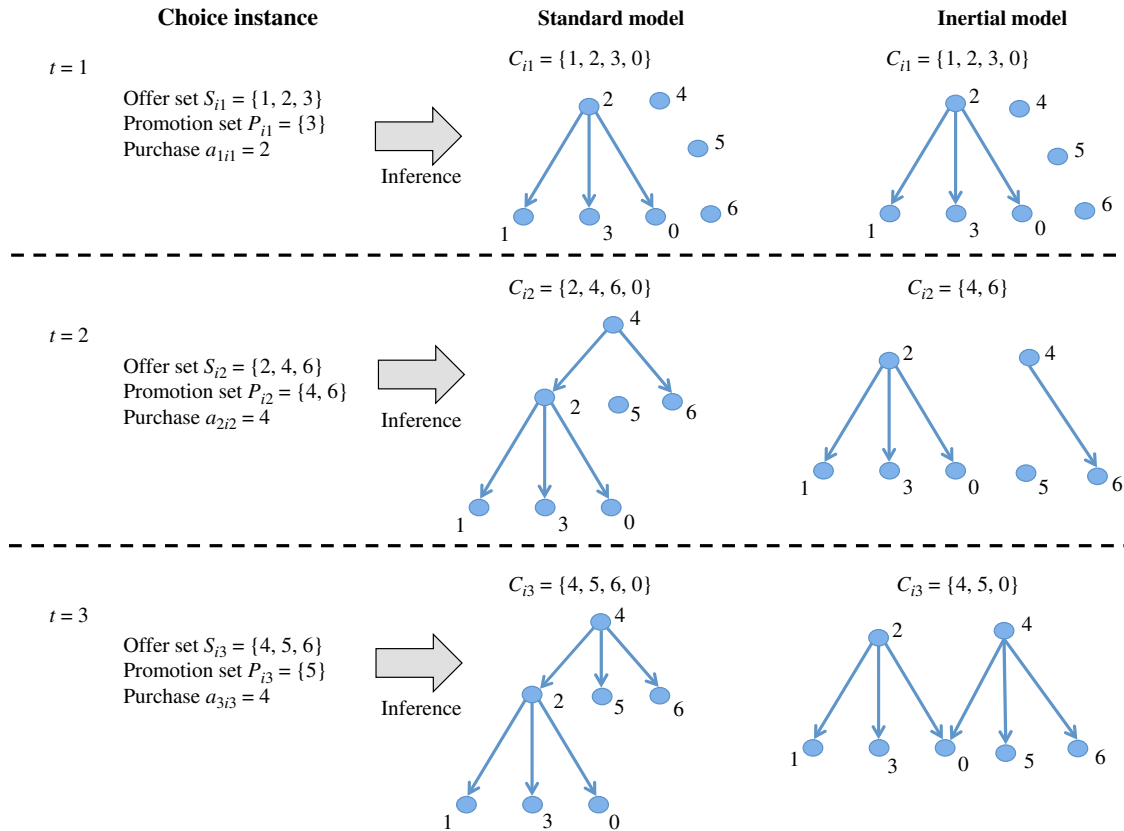 Choice instance
Standard model
Inertial model
t = 1
Offer set S_{i1} = {1, 2, 3}
Promotion set P_{i1} = {3}
Purchase a_{1i1} = 2
Inference
C_{i1} = {1, 2, 3, 0}
2
4
5
6
1
3
0
C_{i1} = {1, 2, 3, 0}
2
4
5
6
1
3
0
t = 2
Offer set S_{i2} = {2, 4, 6}
Promotion set P_{i2} = {4, 6}
Purchase a_{2i2} = 4
Inference
C_{i2} = {2, 4, 6, 0}
4
2
5
6
1
3
0
C_{i2} = {4, 6}
2
4
1
3
0
5
6
t = 3
Offer set S_{i3} = {4, 5, 6}
Promotion set P_{i3} = {5}
Purchase a_{3i3} = 4
Inference
C_{i3} = {4, 5, 6, 0}
4
2
5
6
1
3
0
C_{i3} = {4, 5, 0}
2
4
1
3
0
5
6